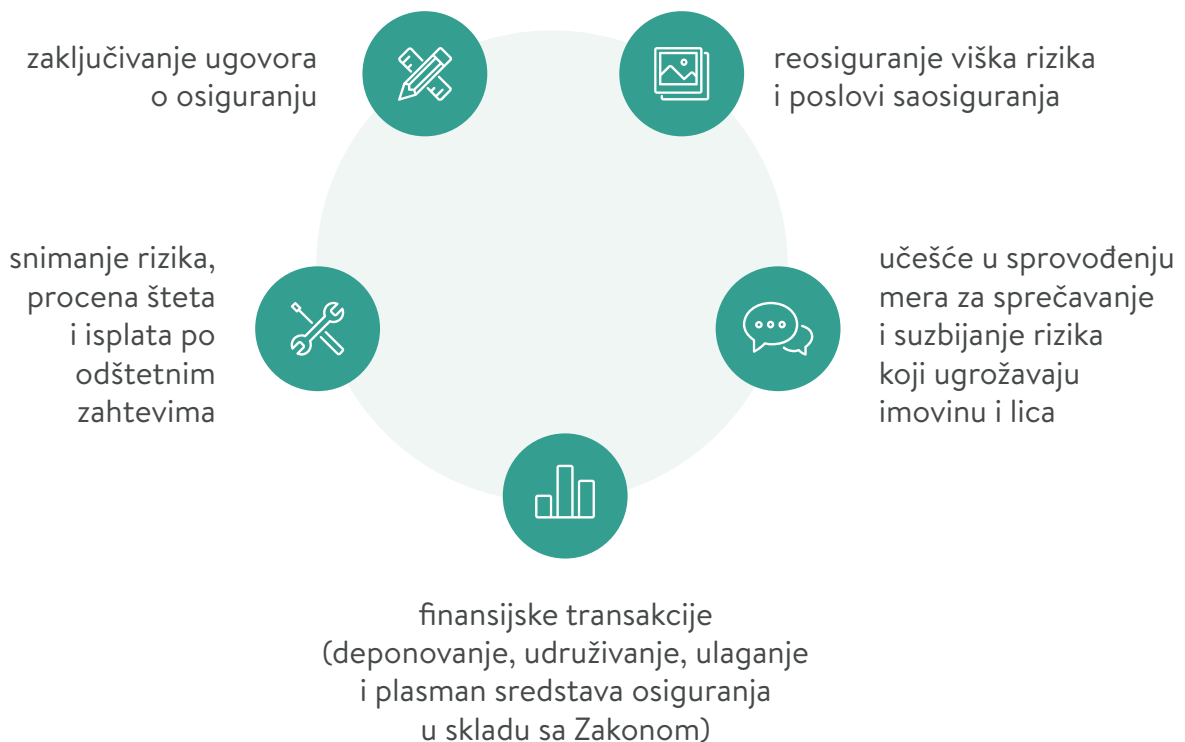 zaključivanje ugovora
o osiguranju
reosiguranje viška rizika
i poslovi saosiguranja
snimanje rizika,
procena šteta
i isplata po
odštetnim
zahtevima
učešće u sprovođenju
mera za sprečavanje
i suzbijanje rizika
koji ugrožavaju
imovinu i lica
finansijske transakcije
(deponovanje, udruživanje, ulaganje
i plasman sredstava osiguranja
u skladu sa Zakonom)